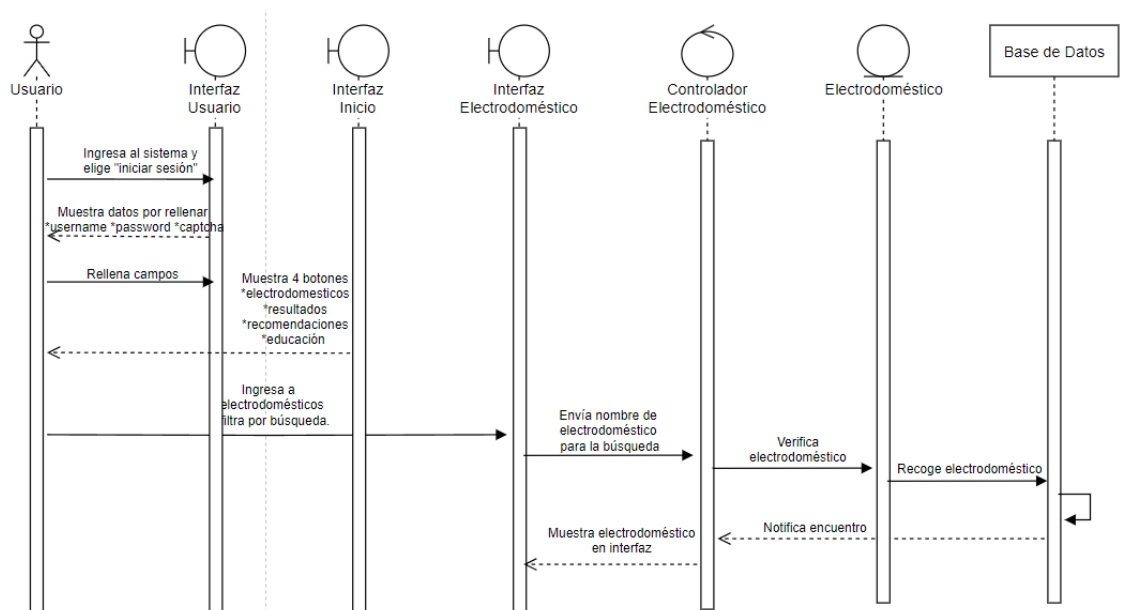 Usuario
Interfaz
Usuario
Interfaz
Inicio
Interfaz
Electrodoméstico
Controlador
Electrodoméstico
Electrodoméstico
Base de Datos
Ingresa al sistema y
elige "iniciar sesión"
Muestra datos por rellenar
*username *password *captcha
Rellena campos
Muestra 4 botones
*electrodomesticos
*resultados
*recomendaciones
*educación
Ingresa a
electrodomésticos
filtra por búsqueda.
Envía nombre de
electrodoméstico
para la búsqueda
Verifica
electrodoméstico
Recoge electrodoméstico
Notifica encuentro
Muestra electrodoméstico
en interfaz